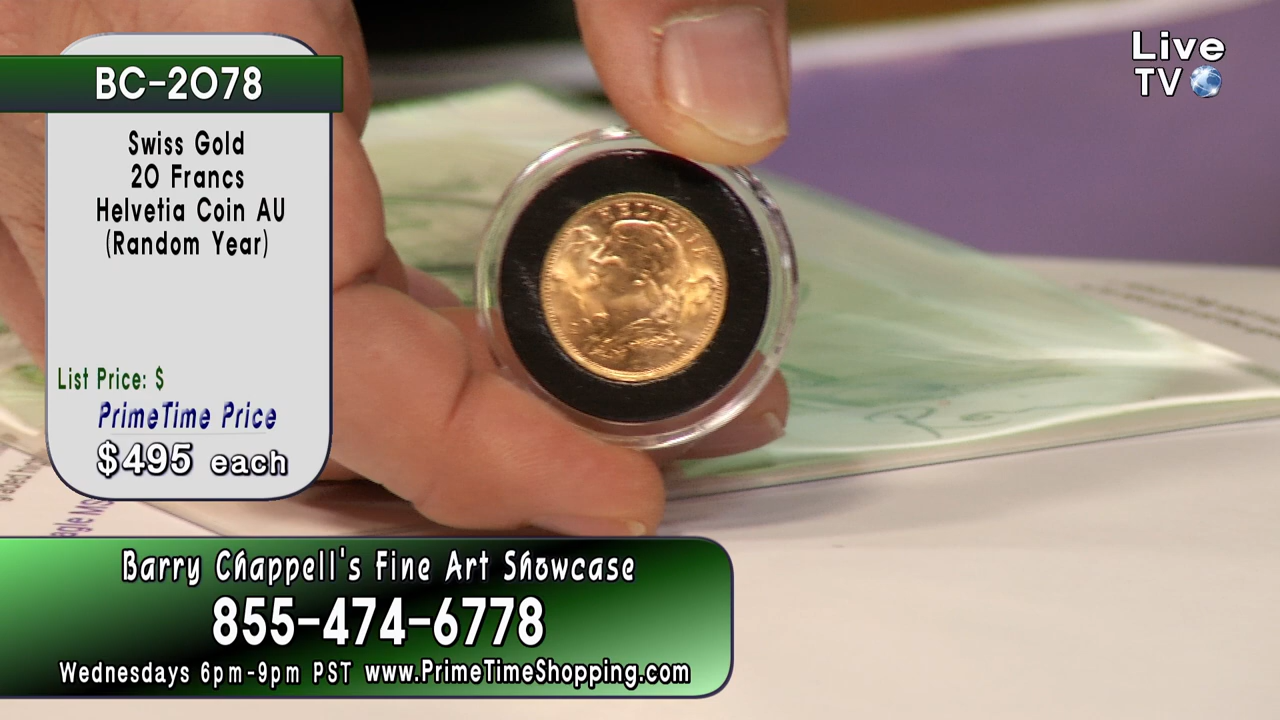 BC-2078
Swiss Gold
20 Francs
Helvetia Coin AU
(Random Year)
List Price: $
PrimeTime Price
$495 each
Live
TV
HELVETIA
Barry Chappell's Fine Art Showcase
855-474-6778
Wednesdays 6pm-9pm PST www.PrimeTimeShopping.com